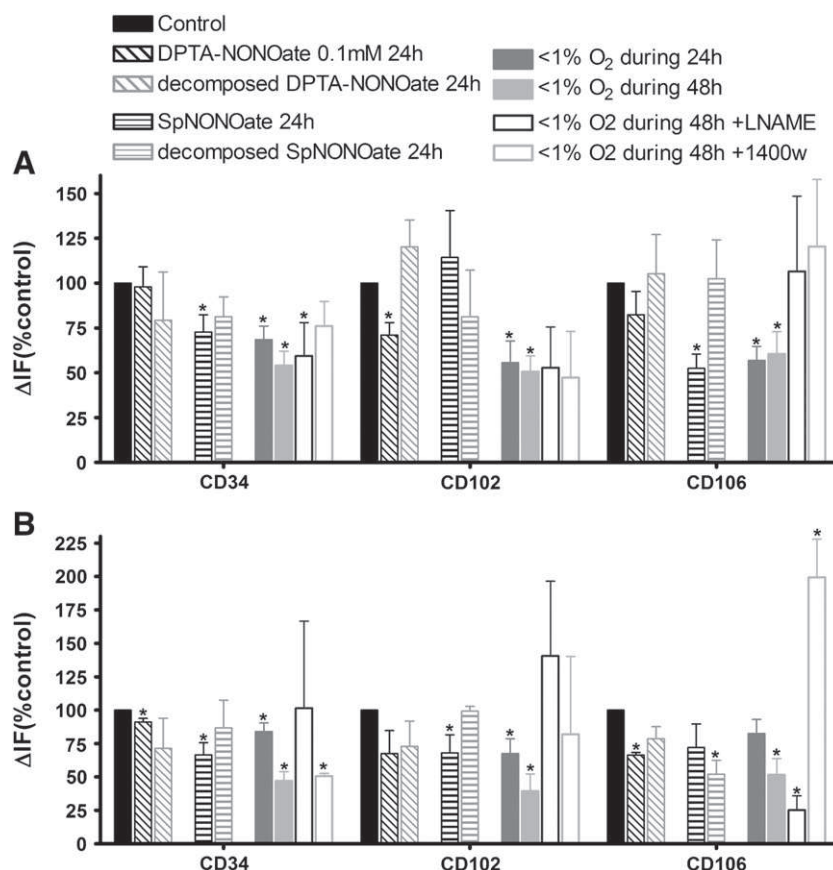 Control
DPTA-NONOate 0.1mM 24h
decomposed DPTA-NONOate 24h
SpNONOate 24h
decomposed SpNONOate 24h
<1% O₂ during 24h
<1% O₂ during 48h
<1% O2 during 48h +LNAME
<1% O2 during 48h +1400w
A
ΔIF(%control)
150
125
100
75
50
25
0
* * * * *
* * *
* * *
CD34
CD102
CD106
B
ΔIF(%control)
225
200
175
150
125
100
75
50
25
0
* * * * *
* * *
* * * * *
CD34
CD102
CD106